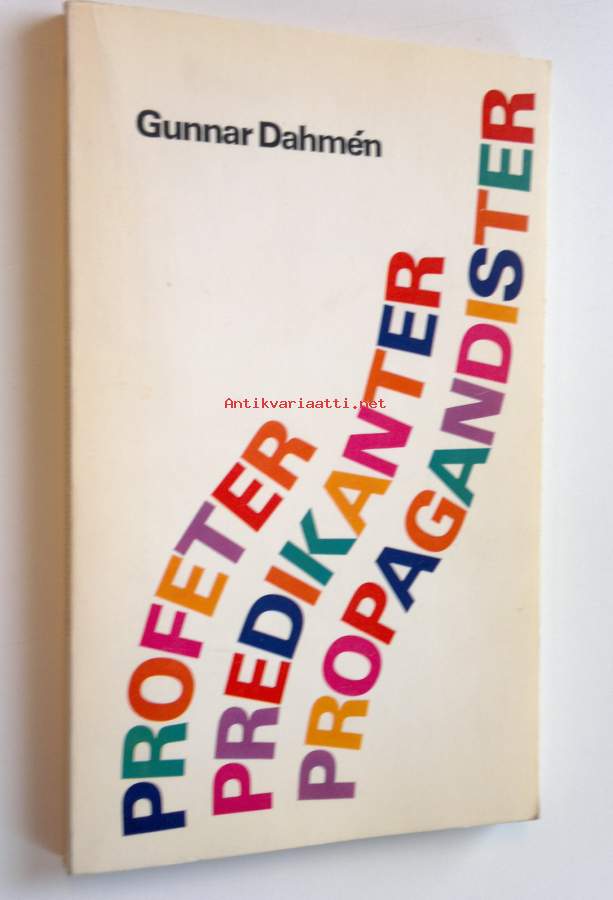 Gunnar Dahmén
PROFETER
PREDIKANTER
PROPAGANDISTER
Antikvariaatti.net